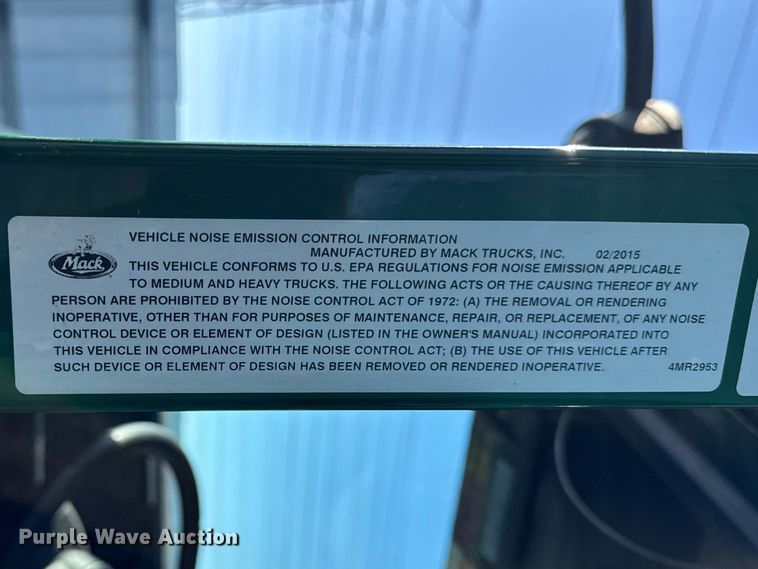 VEHICLE NOISE EMISSION CONTROL INFORMATION
MANUFACTURED BY MACK TRUCKS, INC. 02/2015
Mack
THIS VEHICLE CONFORMS TO U.S. EPA REGULATIONS FOR NOISE EMISSION APPLICABLE
TO MEDIUM AND HEAVY TRUCKS. THE FOLLOWING ACTS OR THE CAUSING THEREOF BY ANY
PERSON ARE PROHIBITED BY THE NOISE CONTROL ACT OF 1972: (A) THE REMOVAL OR RENDERING
INOPERATIVE, OTHER THAN FOR PURPOSES OF MAINTENANCE, REPAIR, OR REPLACEMENT, OF ANY NOISE
CONTROL DEVICE OR ELEMENT OF DESIGN (LISTED IN THE OWNER'S MANUAL) INCORPORATED INTO
THIS VEHICLE IN COMPLIANCE WITH THE NOISE CONTROL ACT; (B) THE USE OF THIS VEHICLE AFTER
SUCH DEVICE OR ELEMENT OF DESIGN HAS BEEN REMOVED OR RENDERED INOPERATIVE. 4MR2953
Purple Wave Auction